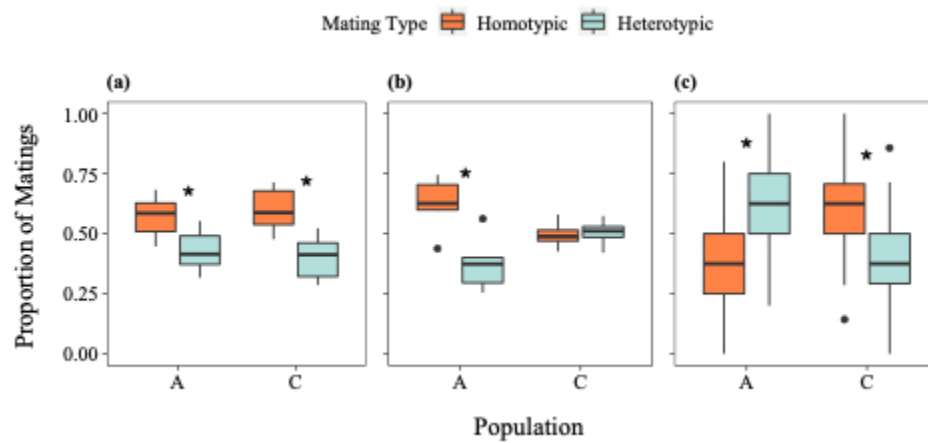 Mating Type Homotypic Heterotypic
(a) (b) (c)
Proportion of Matings
1.00
0.75
0.50
0.25
0.00
A C A C A C
Population